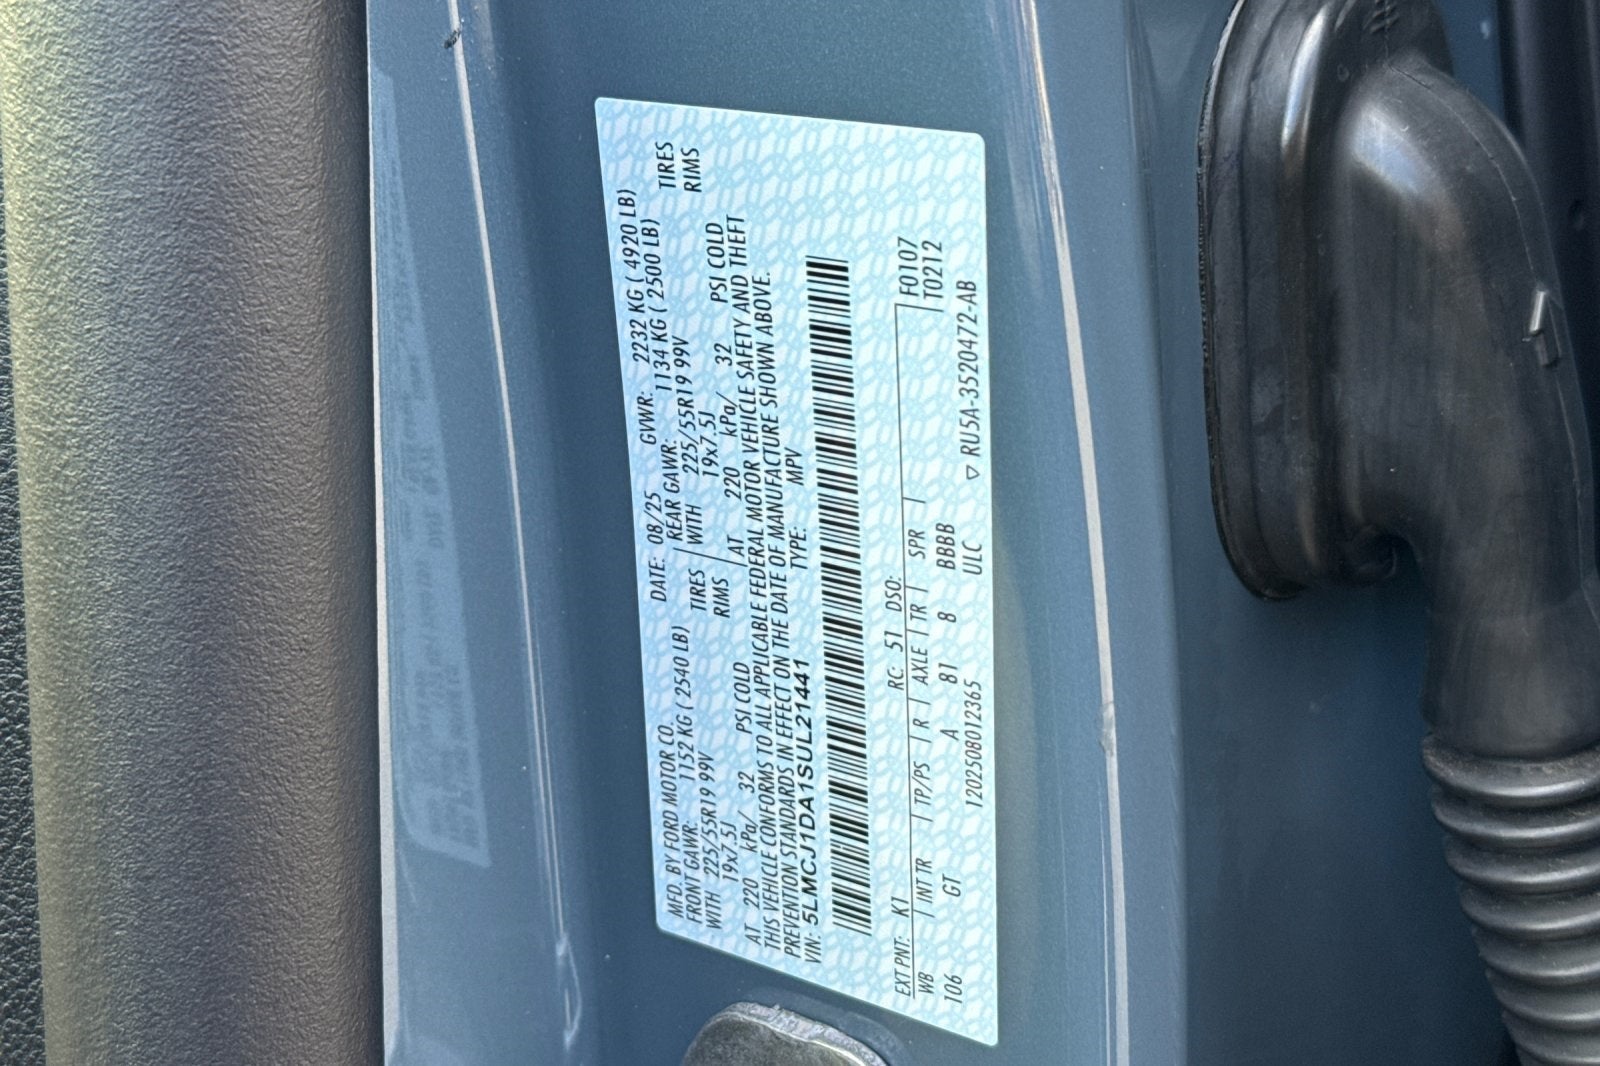 MFD. BY FORD MOTOR CO.
DATE: 08/25 GVWR: 2232 KG ( 4920 LB)
FRONT GAWR: 1152 KG ( 2540 LB) REAR GAWR: 1134 KG ( 2500 LB)
WITH 225/55R19 99V TIRES WITH 225/55R19 99V TIRES
19x7.5J RIMS 19x7.5J RIMS
AT 220 kPa/ 32 PSI COLD AT 220 kPa/ 32 PSI COLD
THIS VEHICLE CONFORMS TO ALL APPLICABLE FEDERAL MOTOR VEHICLE SAFETY AND THEFT
PREVENTION STANDARDS IN EFFECT ON THE DATE OF MANUFACTURE SHOWN ABOVE.
VIN: 5LMCJ1DA1SUL21441 TYPE: MPV
EXT PNT: K1 RC: 51 DSO: F0107
WB INT TR TP/PS R AXLE TR SPR T0212
106 GT A 81 8 BBBB
1202508012365 ULC ▽ RU5A-3520472-AB